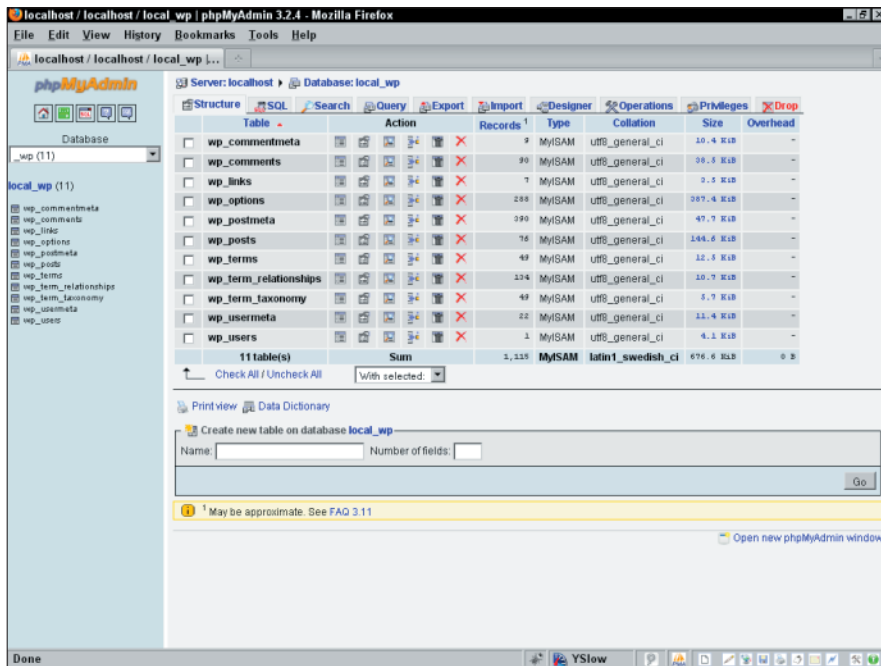 localhost / localhost / local_wp | phpMyAdmin 3.2.4 - Mozilla Firefox
File Edit View History Bookmarks Tools Help
localhost / localhost / local_wp |...
phpMyAdmin
Database
_wp (11)
local_wp (11)
wp_commentmeta
wp_comments
wp_links
wp_options
wp_postmeta
wp_posts
wp_terms
wp_term_relationships
wp_term_taxonomy
wp_usermeta
wp_users
Server: localhost Database: local_wp
Structure SQL Search Query Export Import Designer Operations Privileges Drop
Table Action Records 1 Type Collation Size Overhead
wp_commentmeta 9 MyISAM utf8_general_ci 10.4 KiB -
wp_comments 90 MyISAM utf8_general_ci 38.5 KiB -
wp_links 7 MyISAM utf8_general_ci 3.5 KiB -
wp_options 286 MyISAM utf8_general_ci 387.4 KiB -
wp_postmeta 390 MyISAM utf8_general_ci 47.7 KiB -
wp_posts 76 MyISAM utf8_general_ci 144.6 KiB -
wp_terms 49 MyISAM utf8_general_ci 12.5 KiB -
wp_term_relationships 134 MyISAM utf8_general_ci 10.7 KiB -
wp_term_taxonomy 49 MyISAM utf8_general_ci 5.7 KiB -
wp_usermeta 22 MyISAM utf8_general_ci 11.4 KiB -
wp_users 1 MyISAM utf8_general_ci 4.1 KiB -
11 table(s) Sum 1,115 MyISAM latin1_swedish_ci 676.6 KiB 0 B
Check All / Uncheck All With selected:
Print view Data Dictionary
Create new table on database local_wp
Name: Number of fields:
Go
1 May be approximate. See FAQ 3.11
Open new phpMyAdmin window
Done YSlow